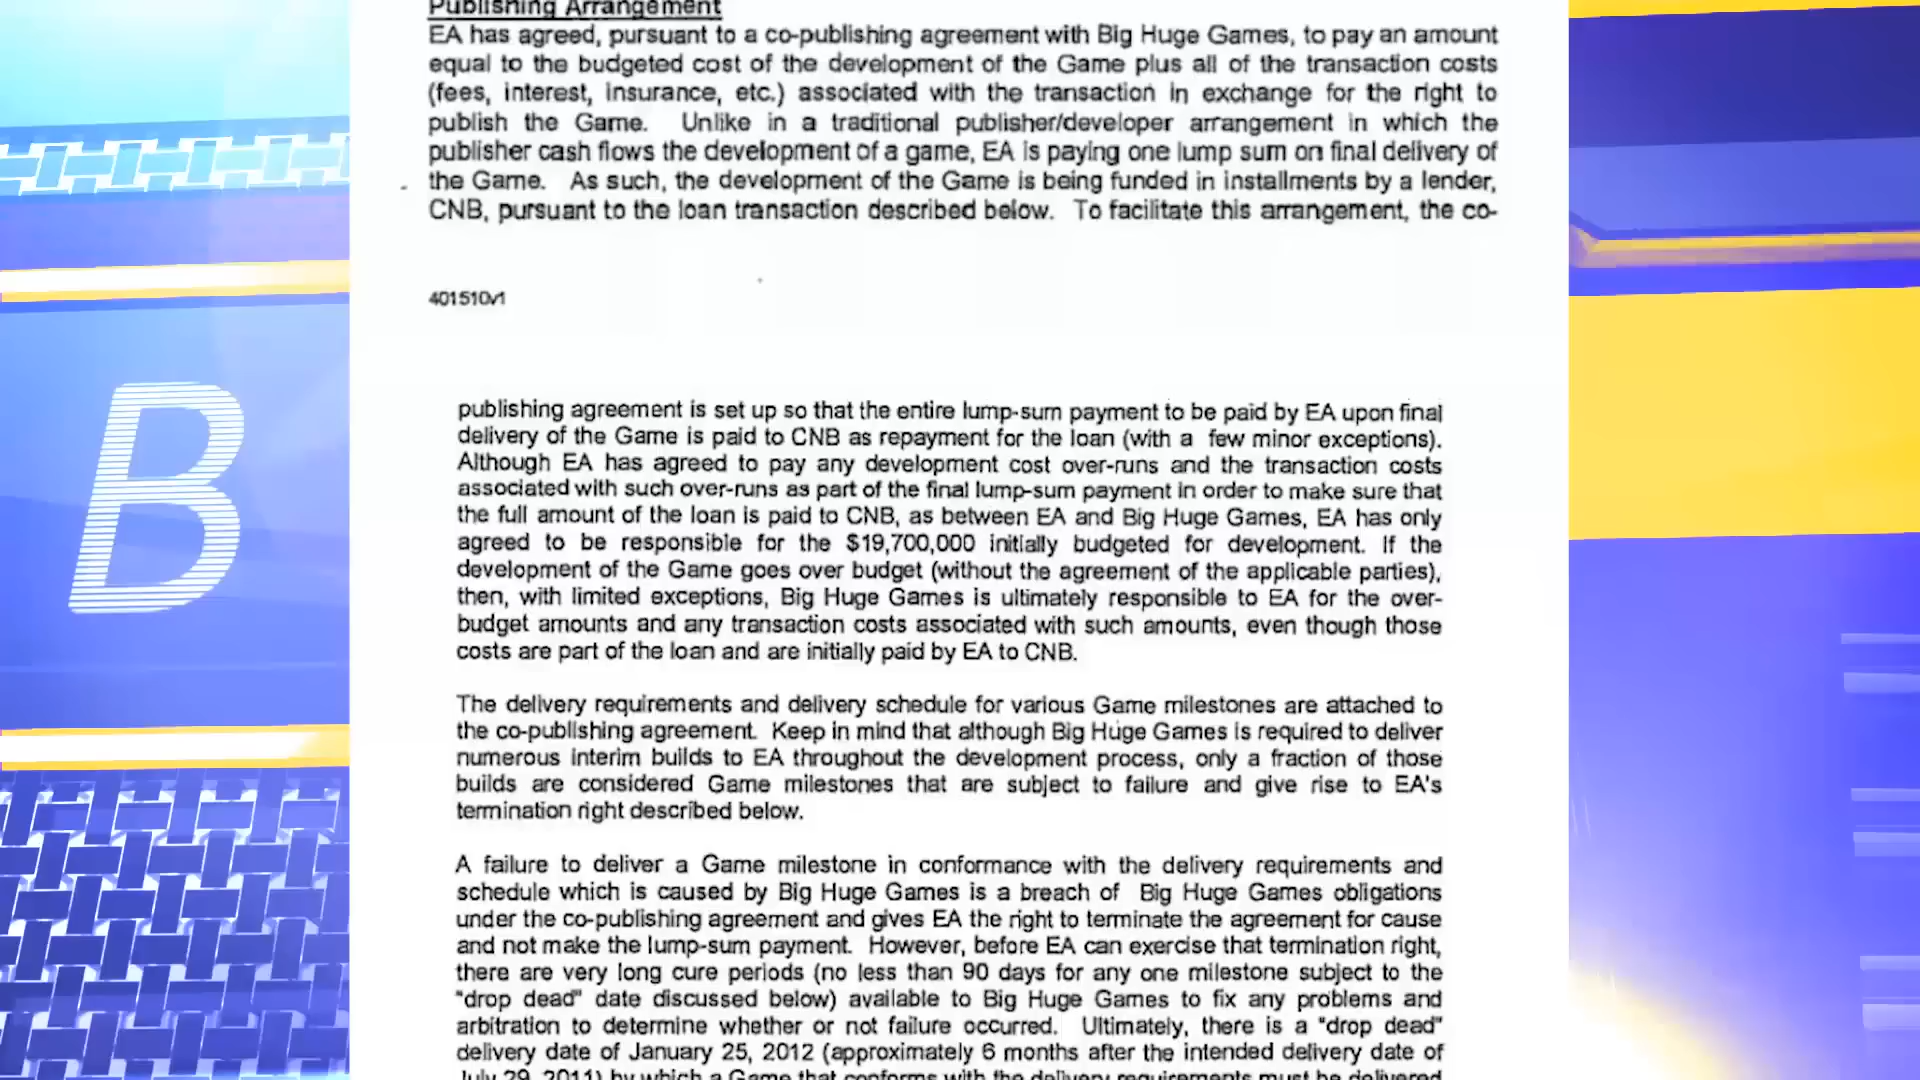 Publishing Arrangement
EA has agreed, pursuant to a co-publishing agreement with Big Huge Games, to pay an amount
equal to the budgeted cost of the development of the Game plus all of the transaction costs
(fees, interest, insurance, etc.) associated with the transaction in exchange for the right to
publish the Game. Unlike in a traditional publisher/developer arrangement in which the
publisher cash flows the development of a game, EA is paying one lump sum on final delivery of
the Game. As such, the development of the Game is being funded in installments by a lender,
CNB, pursuant to the loan transaction described below. To facilitate this arrangement, the co-
401510v1
B
publishing agreement is set up so that the entire lump-sum payment to be paid by EA upon final
delivery of the Game is paid to CNB as repayment for the loan (with a few minor exceptions).
Although EA has agreed to pay any development cost over-runs and the transaction costs
associated with such over-runs as part of the final lump-sum payment in order to make sure that
the full amount of the loan is paid to CNB, as between EA and Big Huge Games, EA has only
agreed to be responsible for the $19,700,000 initially budgeted for development. If the
development of the Game goes over budget (without the agreement of the applicable parties),
then, with limited exceptions, Big Huge Games is ultimately responsible to EA for the over-
budget amounts and any transaction costs associated with such amounts, even though those
costs are part of the loan and are initially paid by EA to CNB.
The delivery requirements and delivery schedule for various Game milestones are attached to
the co-publishing agreement. Keep in mind that although Big Huge Games is required to deliver
numerous interim builds to EA throughout the development process, only a fraction of those
builds are considered Game milestones that are subject to failure and give rise to EA's
termination right described below.
A failure to deliver a Game milestone in conformance with the delivery requirements and
schedule which is caused by Big Huge Games is a breach of Big Huge Games obligations
under the co-publishing agreement and gives EA the right to terminate the agreement for cause
and not make the lump-sum payment. However, before EA can exercise that termination right,
there are very long cure periods (no less than 90 days for any one milestone subject to the
"drop dead" date discussed below) available to Big Huge Games to fix any problems and
arbitration to determine whether or not failure occurred. Ultimately, there is a "drop dead"
delivery date of January 25, 2012 (approximately 6 months after the intended delivery date of
July 29, 2011) by which a Game that conforms with the delivery requirements must be delivered